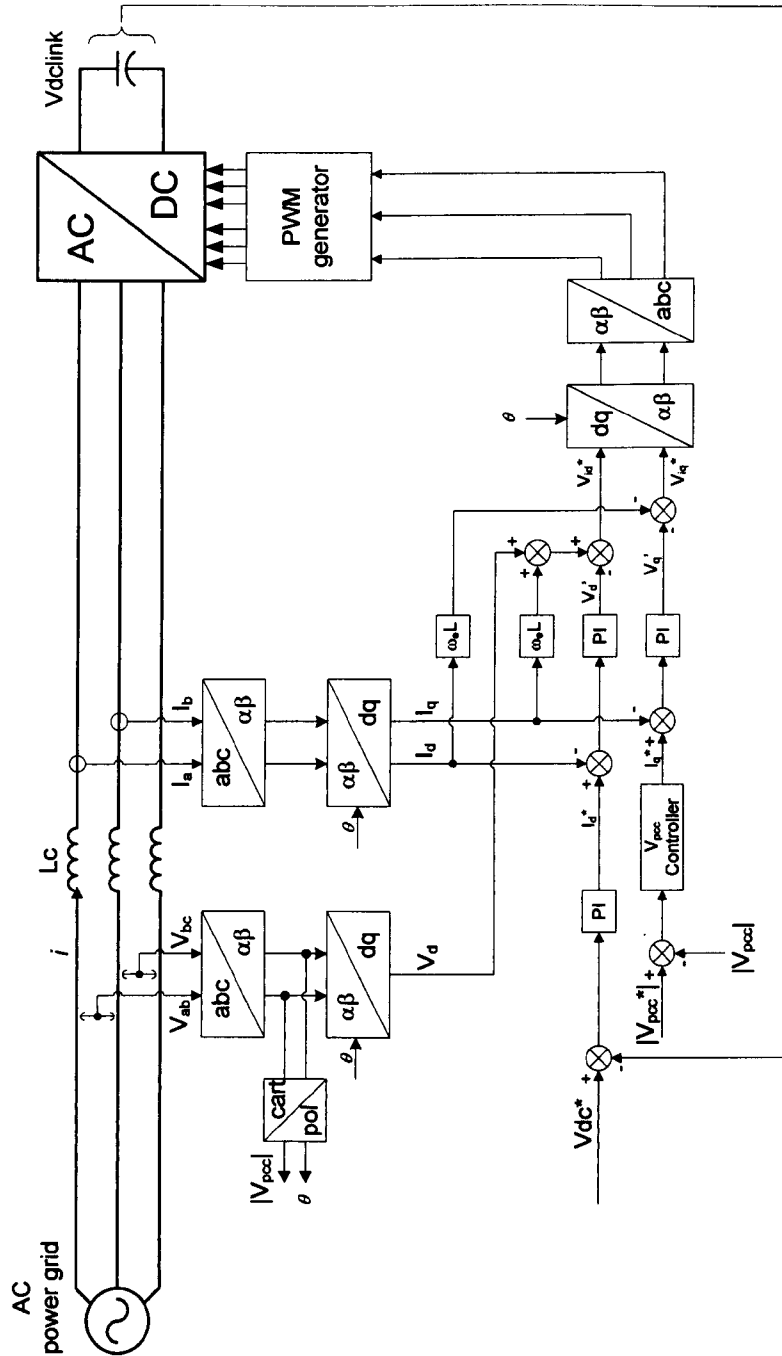 AC
power grid
i
Lc
Vdclink
AC
DC
PWM
generator
Vab
Vbc
Ia
Ib
abc
αβ
abc
αβ
cart
pol
|Vpcc|
θ
αβ
dq
θ
Vd
αβ
dq
θ
Id
Iq
ωeL
ωeL
+
+
+
-
-
-
θ
dq
αβ
αβ
abc
Vdc*
+
-
PI
Id*
+
-
PI
Vd'
Vid*
|Vpcc*|
+
-
|Vpcc|
Vpcc
Controller
Iq*
+
-
PI
Vq'
Viq*